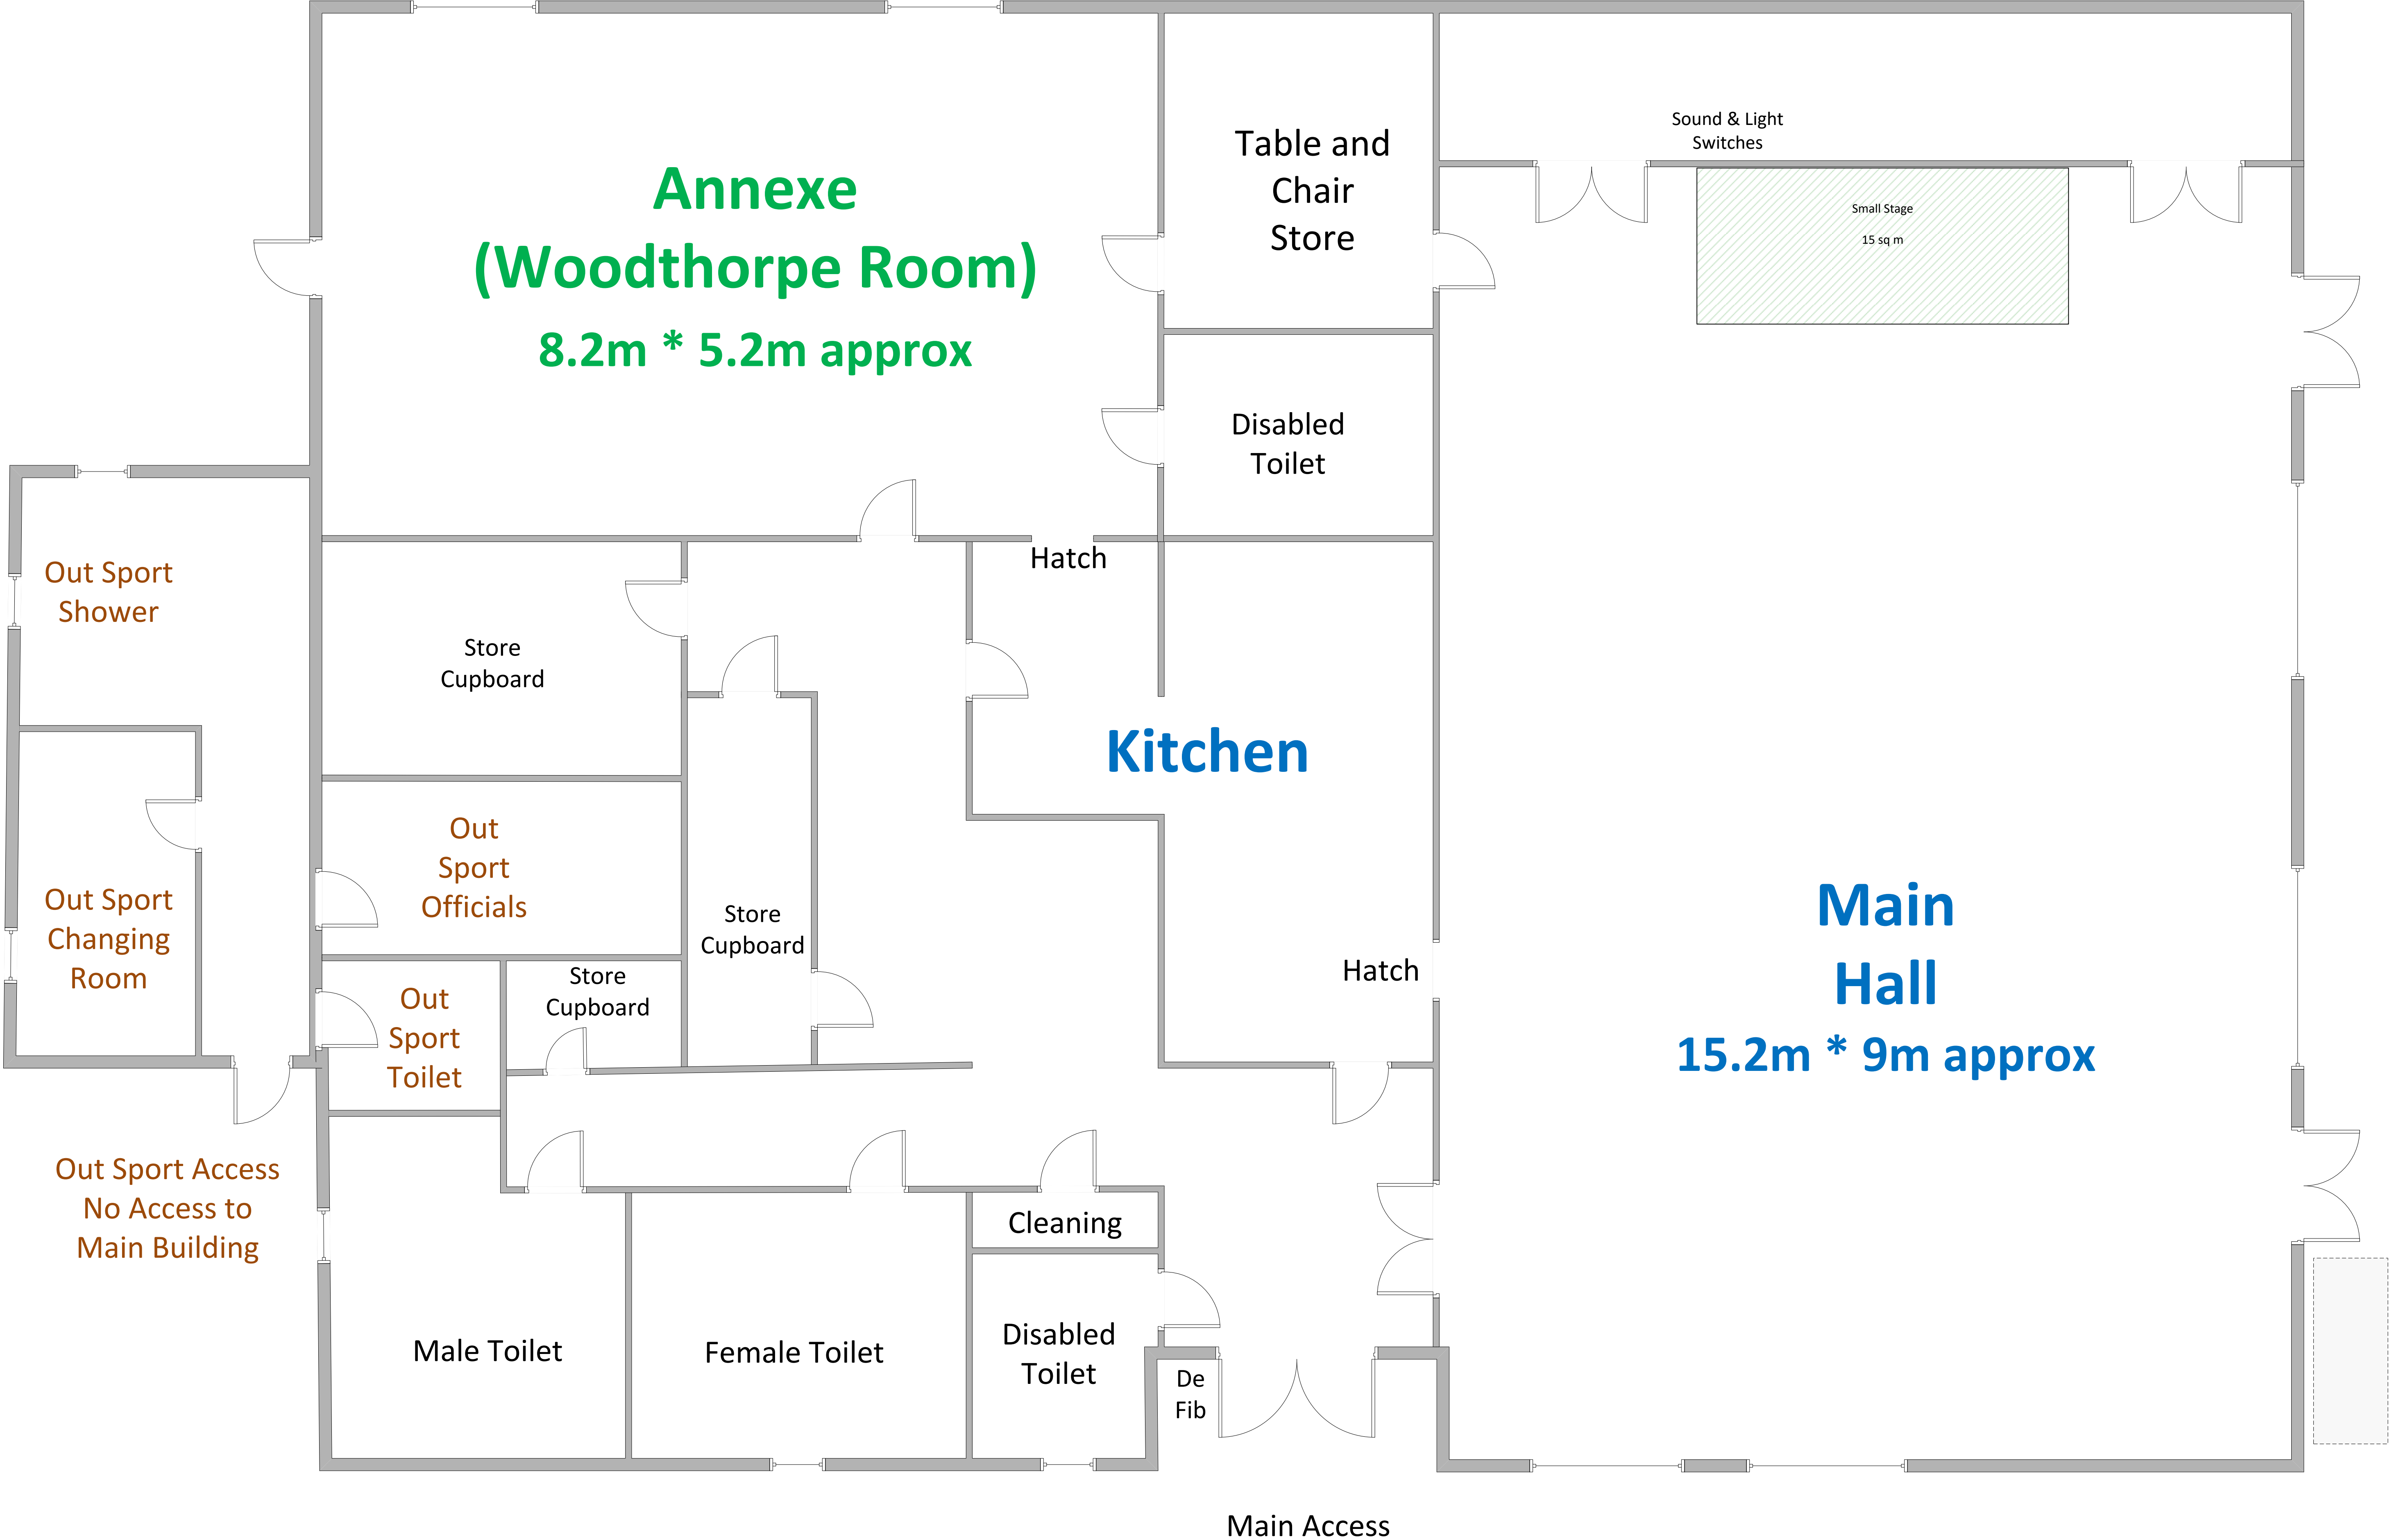 Annexe
(Woodthorpe Room)
8.2m * 5.2m approx
Table and
Chair
Store
Sound & Light
Switches
Small Stage
15 sq m
Disabled
Toilet
Hatch
Out Sport
Shower
Store
Cupboard
Kitchen
Out
Sport
Officials
Out Sport
Changing
Room
Store
Cupboard
Store
Cupboard
Hatch
Main
Hall
15.2m * 9m approx
Out
Sport
Toilet
Out Sport Access
No Access to
Main Building
Cleaning
Male Toilet
Female Toilet
Disabled
Toilet
De
Fib
Main Access